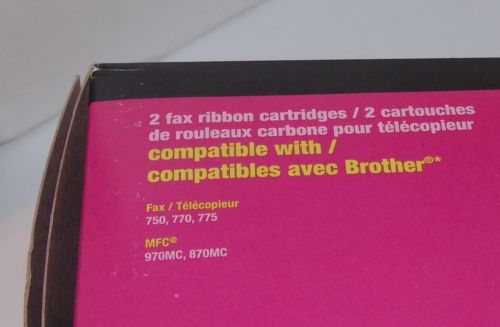 2 fax ribbon cartridges / 2 cartouches
de rouleaux carbone pour télécopieur
compatible with /
compatibles avec Brother®*
Fax / Télécopieur
750, 770, 775
MFC®
970MC, 870MC